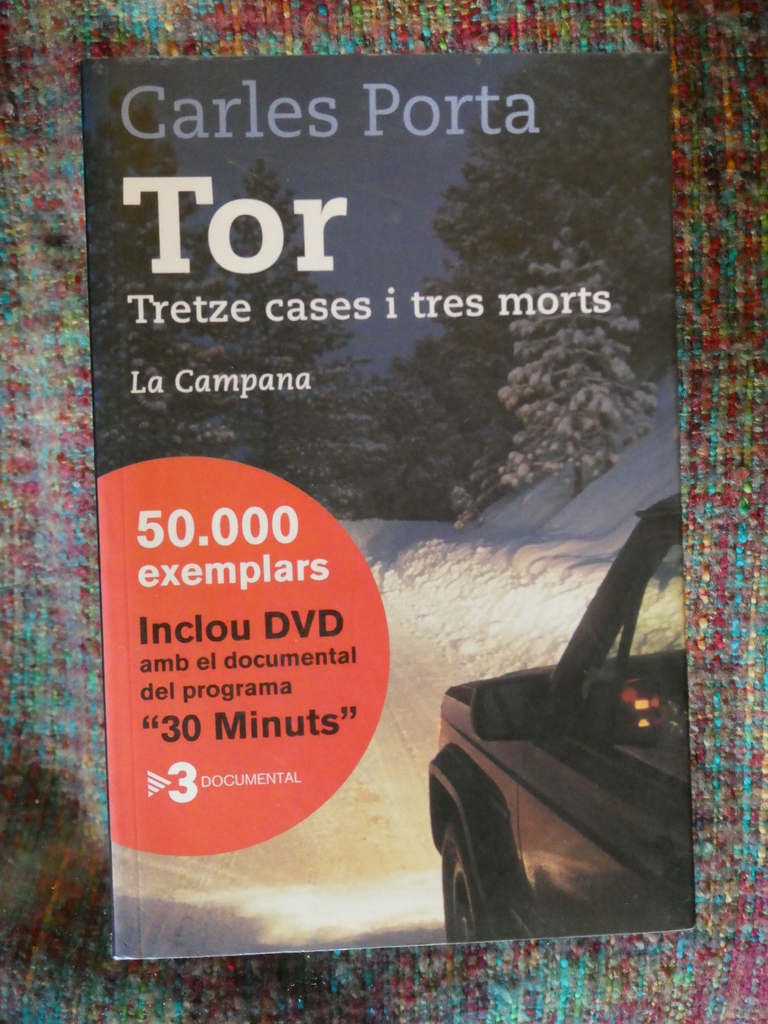 Carles Porta
Tor
Tretze cases i tres morts
La Campana
50.000
exemplars
Inclou DVD
amb el documental
del programa
“30 Minuts”
3 DOCUMENTAL